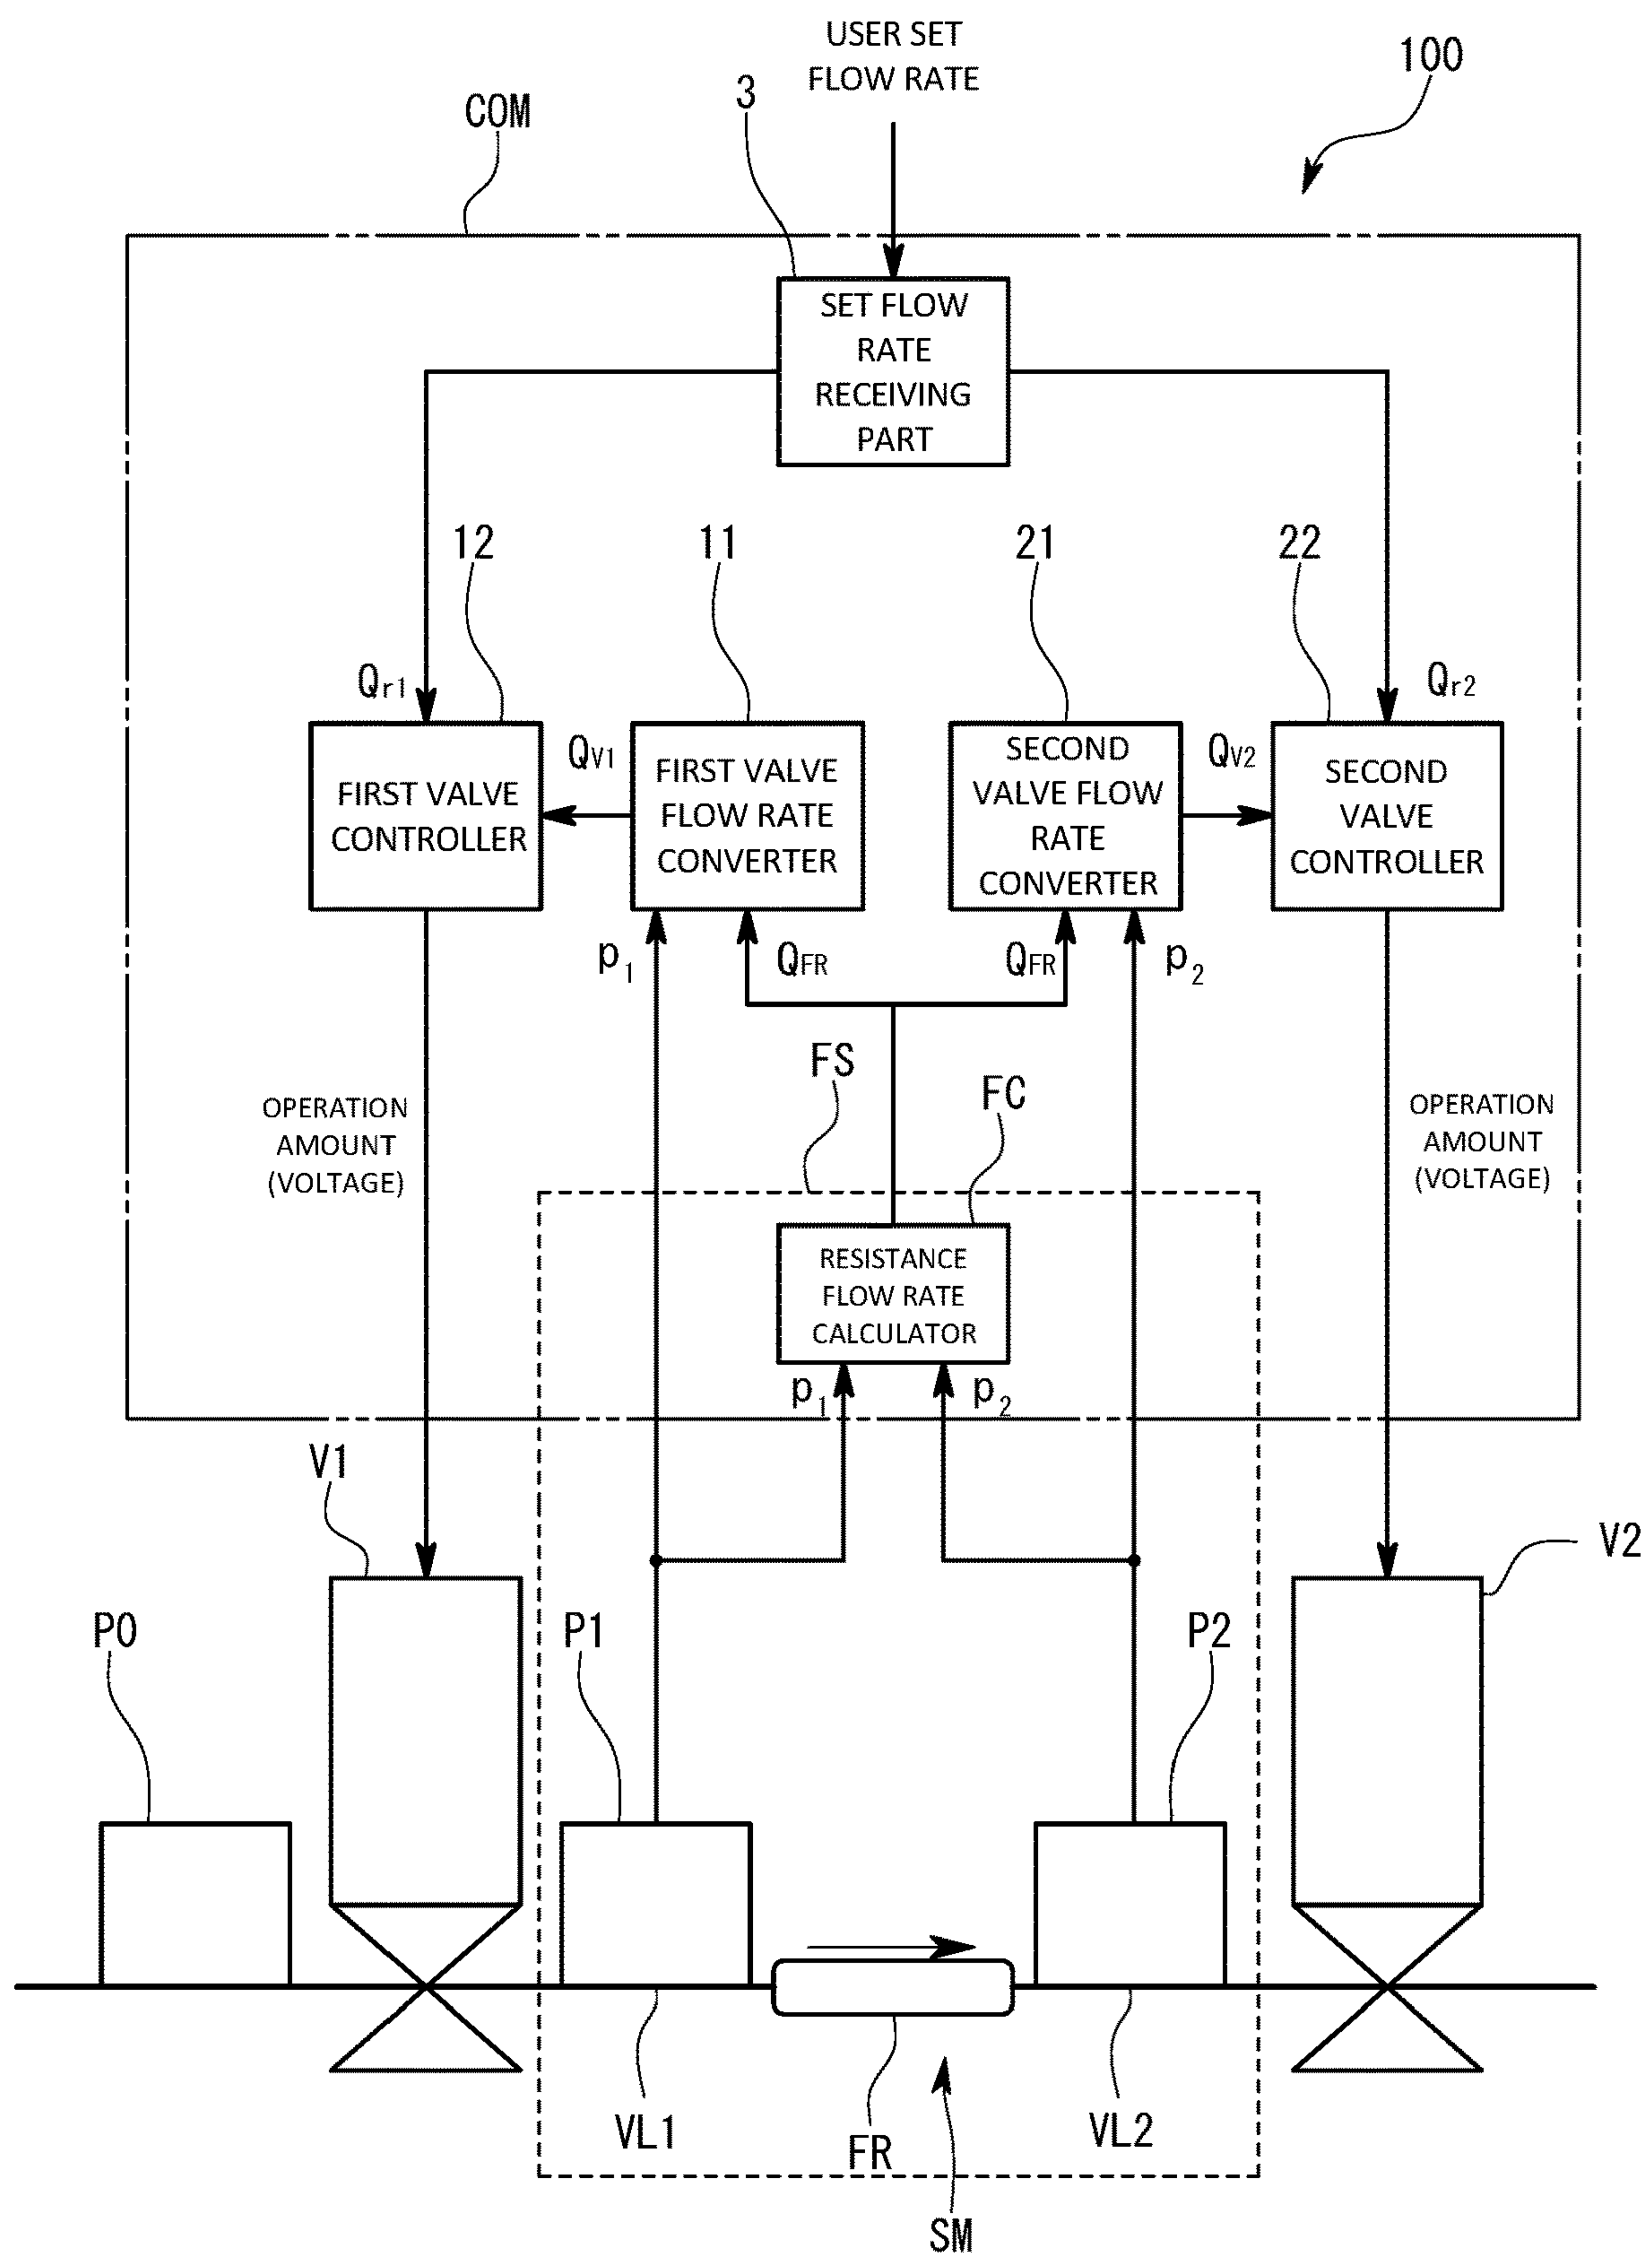 USER SET
FLOW RATE
100
3
COM
SET FLOW
RATE
RECEIVING
PART
12
11
21
22
Qr1
Qr2
FIRST VALVE
CONTROLLER
QV1
FIRST VALVE
FLOW RATE
CONVERTER
SECOND
VALVE FLOW
RATE
CONVERTER
QV2
SECOND
VALVE
CONTROLLER
p1
QFR
QFR
p2
FS
FC
OPERATION
AMOUNT
(VOLTAGE)
OPERATION
AMOUNT
(VOLTAGE)
RESISTANCE
FLOW RATE
CALCULATOR
p1
p2
V1
V2
P0
P1
P2
VL1
FR
VL2
SM